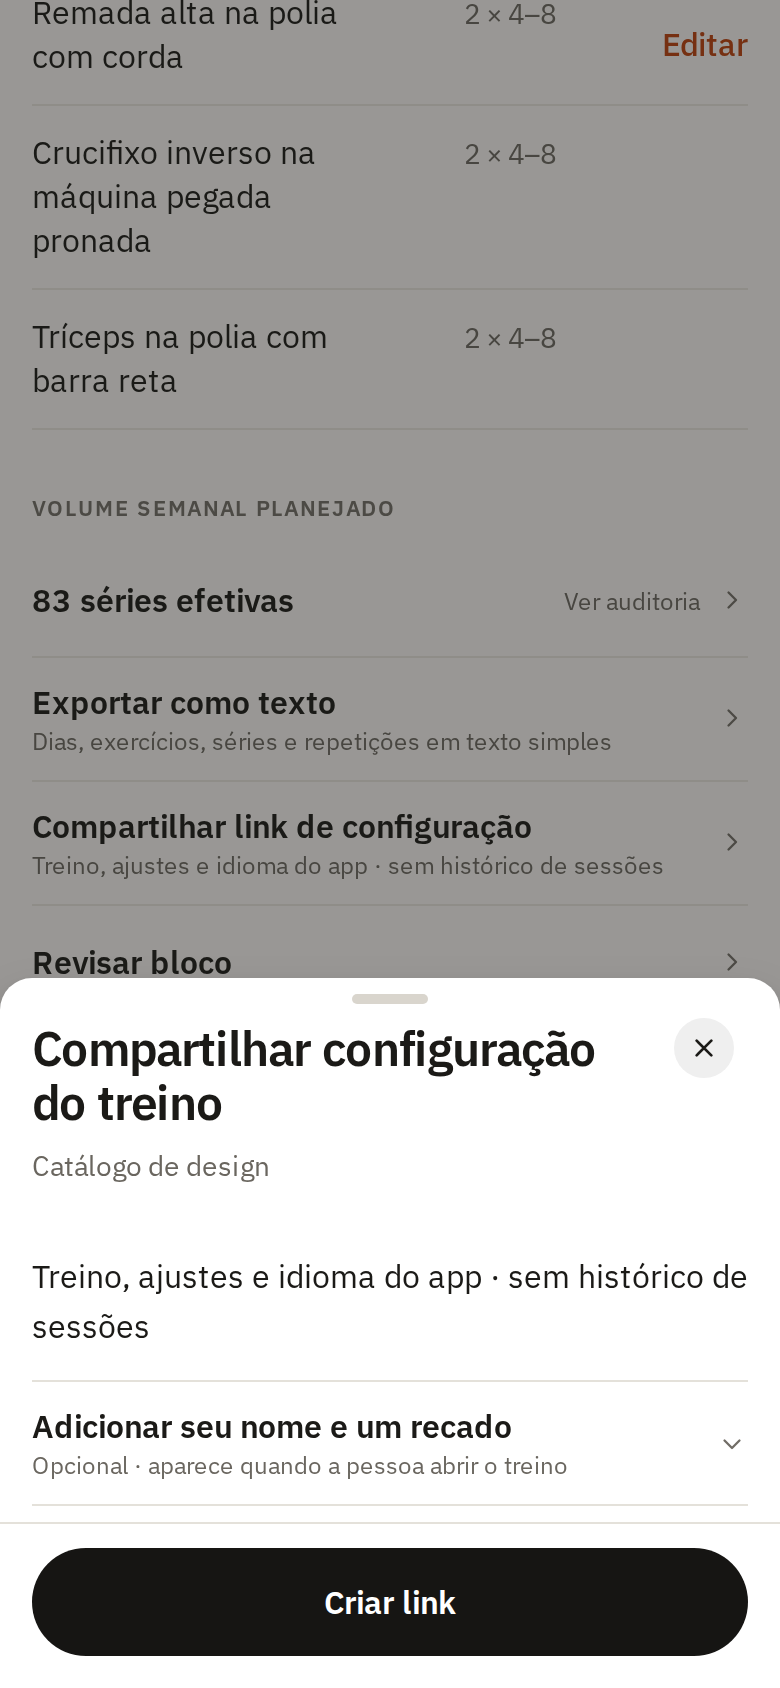 Remada alta na polia
com corda
2 × 4–8
Editar
Crucifixo inverso na
máquina pegada
pronada
2 × 4–8
Tríceps na polia com
barra reta
2 × 4–8
VOLUME SEMANAL PLANEJADO
83 séries efetivas
Ver auditoria
Exportar como texto
Dias, exercícios, séries e repetições em texto simples
Compartilhar link de configuração
Treino, ajustes e idioma do app · sem histórico de sessões
Revisar bloco
Compartilhar configuração
do treino
Catálogo de design
Treino, ajustes e idioma do app · sem histórico de
sessões
Adicionar seu nome e um recado
Opcional · aparece quando a pessoa abrir o treino
Criar link